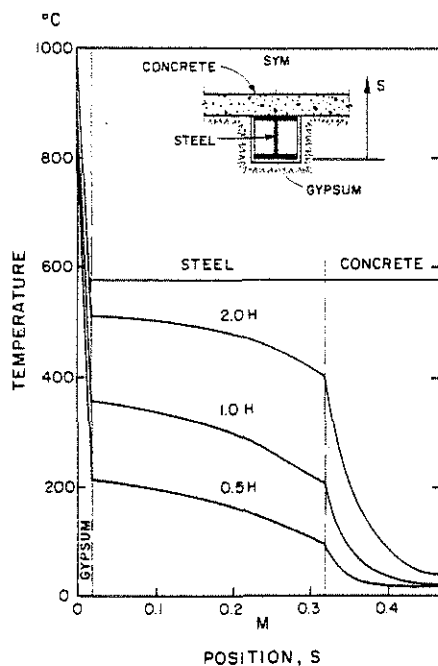 °C
1000
800
600
400
200
0
TEMPERATURE
SYM
CONCRETE
S
STEEL
GYPSUM
STEEL
CONCRETE
2.0 H
1.0 H
0.5 H
GYPSUM
0
0.1
0.2
0.3
0.4
M
POSITION, S